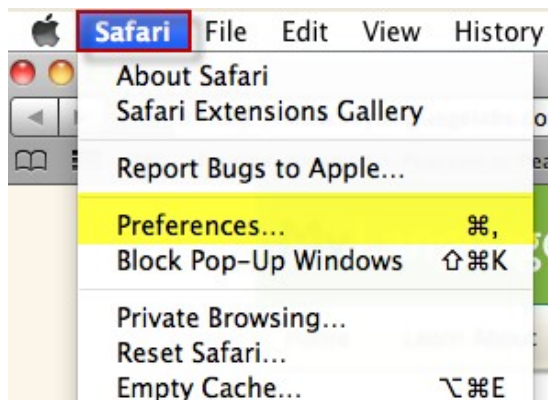 Safari File Edit View History
About Safari
Safari Extensions Gallery
Report Bugs to Apple...
Preferences... ⌘,
Block Pop-Up Windows ⇧⌘K
Private Browsing...
Reset Safari...
Empty Cache... ⌥⌘E